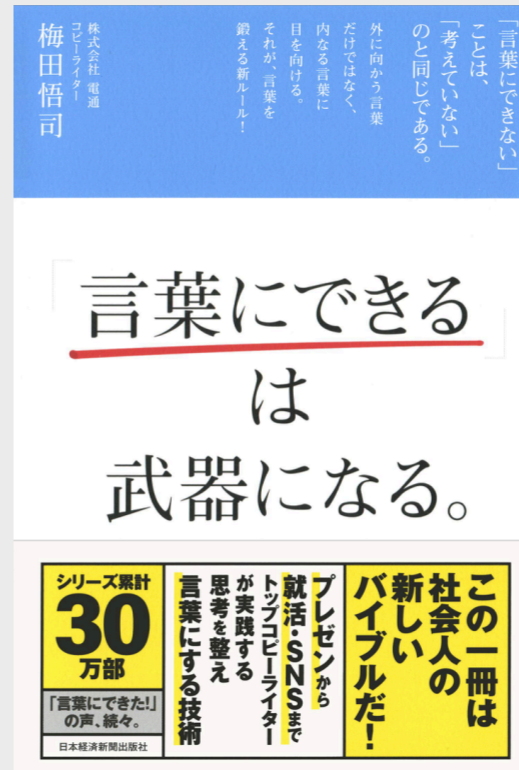 「言葉にできない」
ことは、
「考えていない」
のと同じである。
外に向かう言葉
だけではなく、
内なる言葉に
目を向ける。
それが、言葉を
鍛える新ルール!
株式会社 電通
コピーライター
梅田悟司
「言葉にできる」
は
武器になる。
この一冊は
社会人の
新しい
バイブルだ!
プレゼンから
就活・SNSまで
トップコピーライター
が実践する
思考を整え
言葉にする技術
シリーズ累計
30
万部
「言葉にできた!」
の声、続々。
日本経済新聞出版社